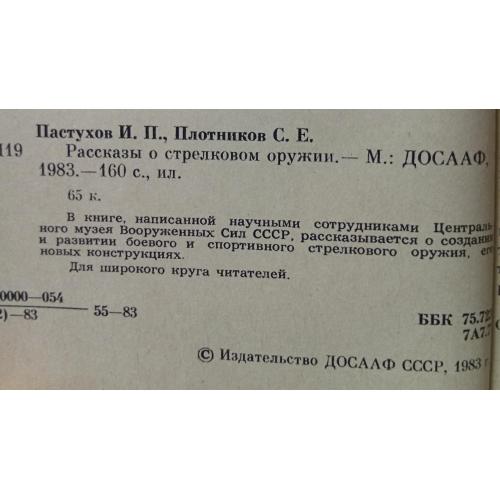 Пастухов И. П., Плотников С. Е.
119 Рассказы о стрелковом оружии.— М.: ДОСААФ,
1983.—160 с., ил.
65 к.
В книге, написанной научными сотрудниками Централь-
ного музея Вооруженных Сил СССР, рассказывается о создании
и развитии боевого и спортивного стрелкового оружия, его
новых конструкциях.
Для широкого круга читателей.
0000—054
2)—83 55—83
ББК 75.72
7А7.
© Издательство ДОСААФ СССР, 1983 г